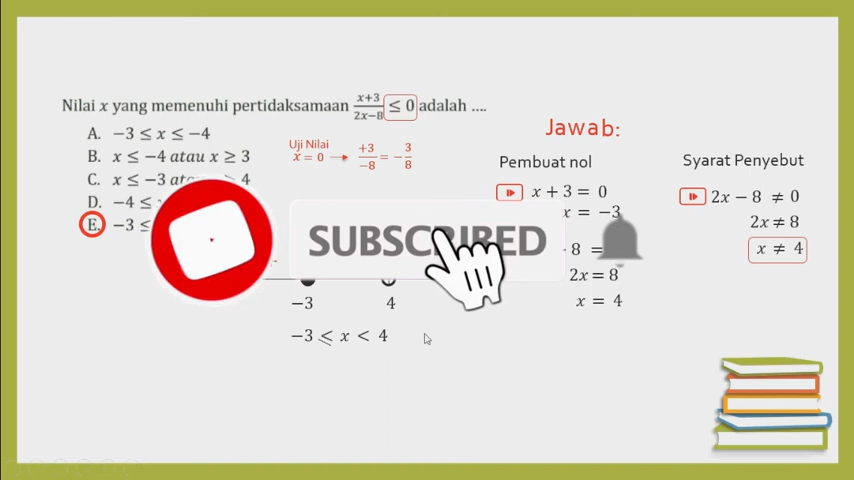 Nilai x yang memenuhi pertidaksamaan x+3/2x−8 ≤ 0 adalah ....
A. −3 ≤ x ≤ −4
B. x ≤ −4 atau x ≥ 3
C. x ≤ −3 4
D. −4 ≤
E. −3 ≤
Uji Nilai
x = 0 → +3/−8 = −3/8
SUBSCRIBED
−3 4
−3 ≤ x < 4
Jawab:
Pembuat nol
x + 3 = 0
x = −3
8 =
2x = 8
x = 4
Syarat Penyebut
2x − 8 ≠ 0
2x ≠ 8
x ≠ 4